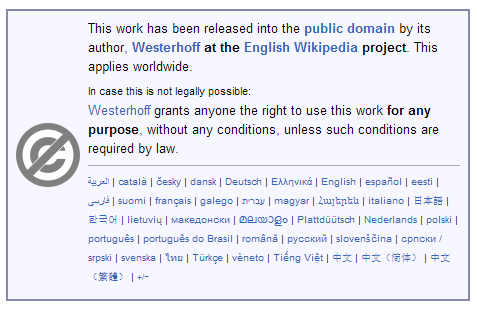 This work has been released into the public domain by its
author, Westerhoff at the English Wikipedia project. This
applies worldwide.
In case this is not legally possible:
Westerhoff grants anyone the right to use this work for any
purpose, without any conditions, unless such conditions are
required by law.
العربية | català | česky | dansk | Deutsch | Ελληνικά | English | español | eesti |
فارسی | suomi | français | galego | עברית | magyar | Հայերեն | italiano | 日本語 |
한국어 | lietuvių | македонски | മലയാളം | Plattdüütsch | Nederlands | polski |
português | português do Brasil | română | русский | slovenščina | српски /
srpski | svenska | ไทย | Türkçe | vèneto | Tiếng Việt | 中文 | 中文（简体） | 中文
（繁體） | +/−